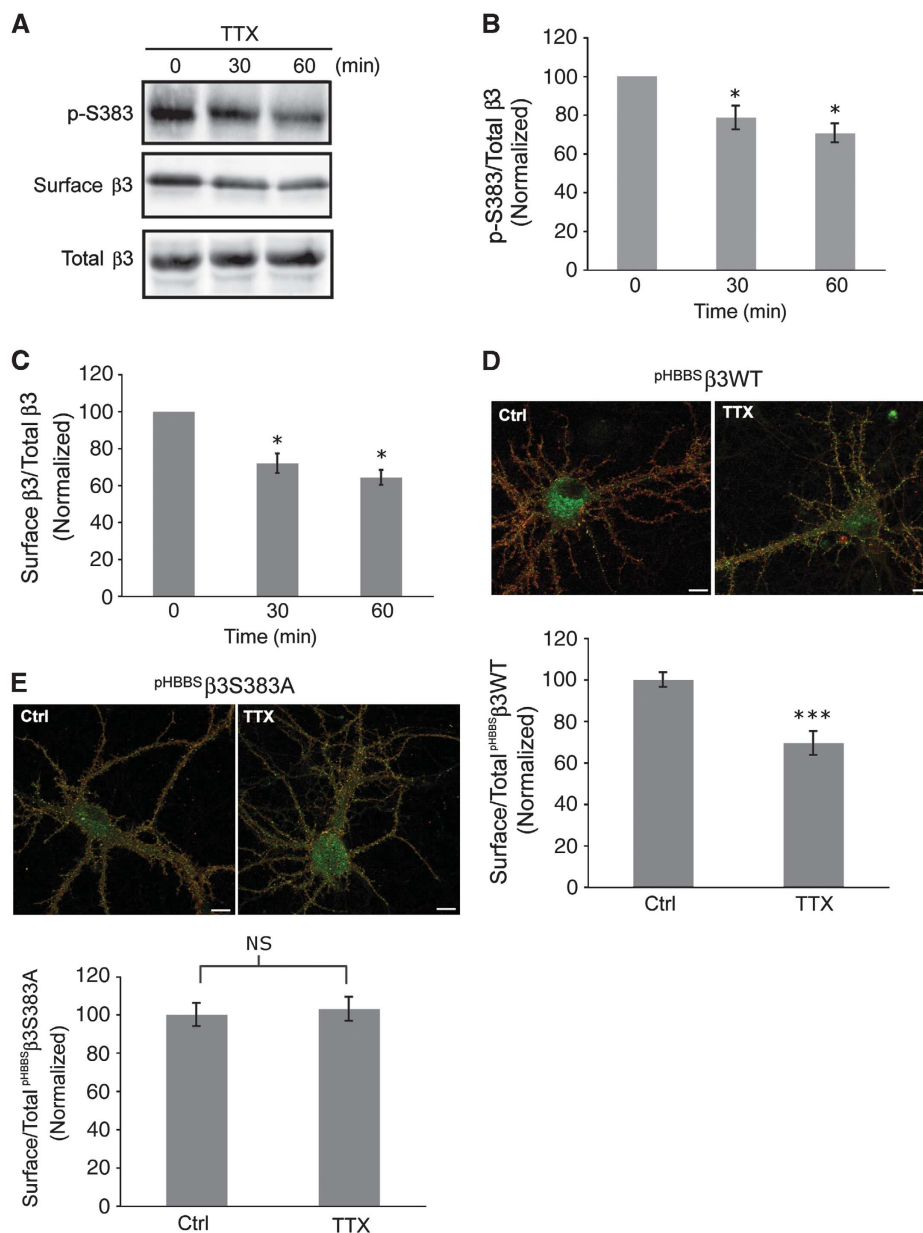 A
TTX
0 30 60 (min)
p-S383
Surface β3
Total β3
B
p-S383/Total β3
(Normalized)
120
100
80
60
40
20
0
*
*
0 30 60
Time (min)
C
Surface β3/Total β3
(Normalized)
120
100
80
60
40
20
0
*
*
0 30 60
Time (min)
D
pHBBSβ3WT
Ctrl
TTX
Surface/Total pHBBSβ3WT
(Normalized)
120
100
80
60
40
20
0
***
Ctrl TTX
E
pHBBSβ3S383A
Ctrl
TTX
NS
Surface/Total pHBBSβ3S383A
(Normalized)
120
100
80
60
40
20
0
Ctrl TTX